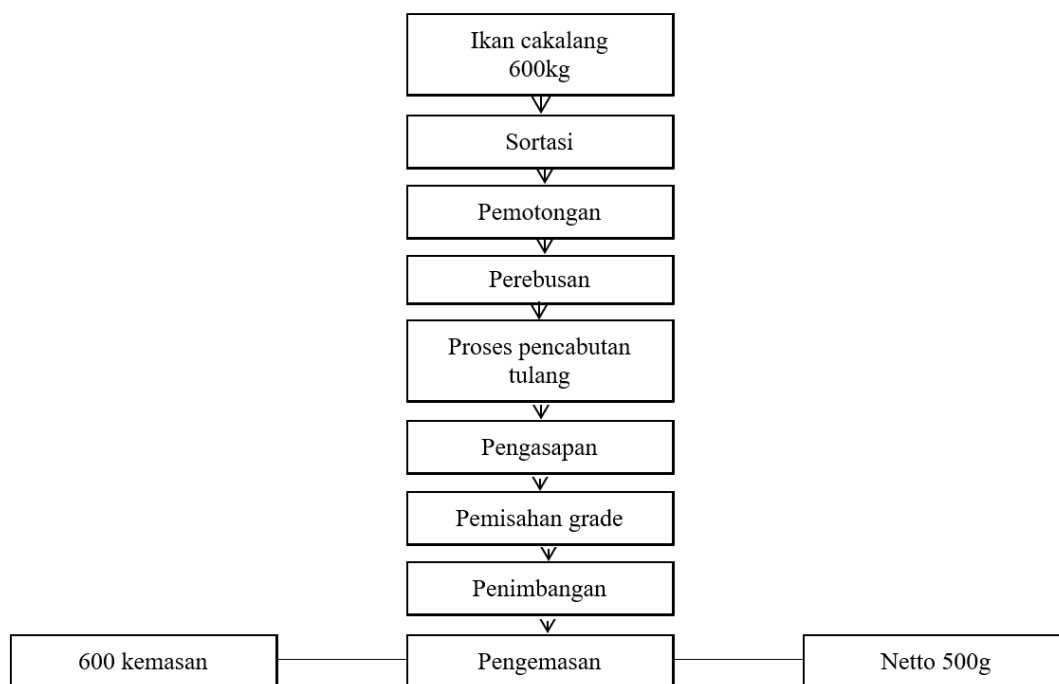 Ikan cakalang
600kg
Sortasi
Pemotongan
Perebusan
Proses pencabutan
tulang
Pengasapan
Pemisahan grade
Penimbangan
600 kemasan
Pengemasan
Netto 500g